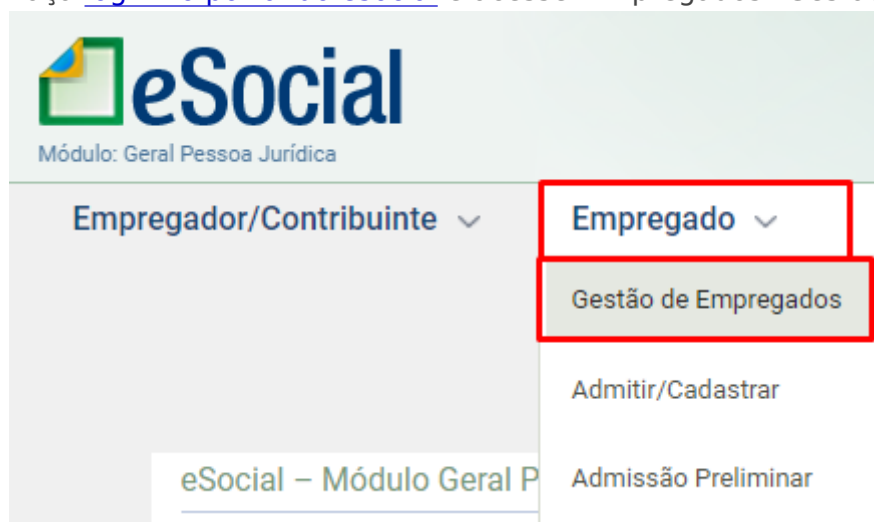 eSocial
Módulo: Geral Pessoa Jurídica
Empregador/Contribuinte
Empregado
Gestão de Empregados
Admitir/Cadastrar
eSocial – Módulo Geral P
Admissão Preliminar